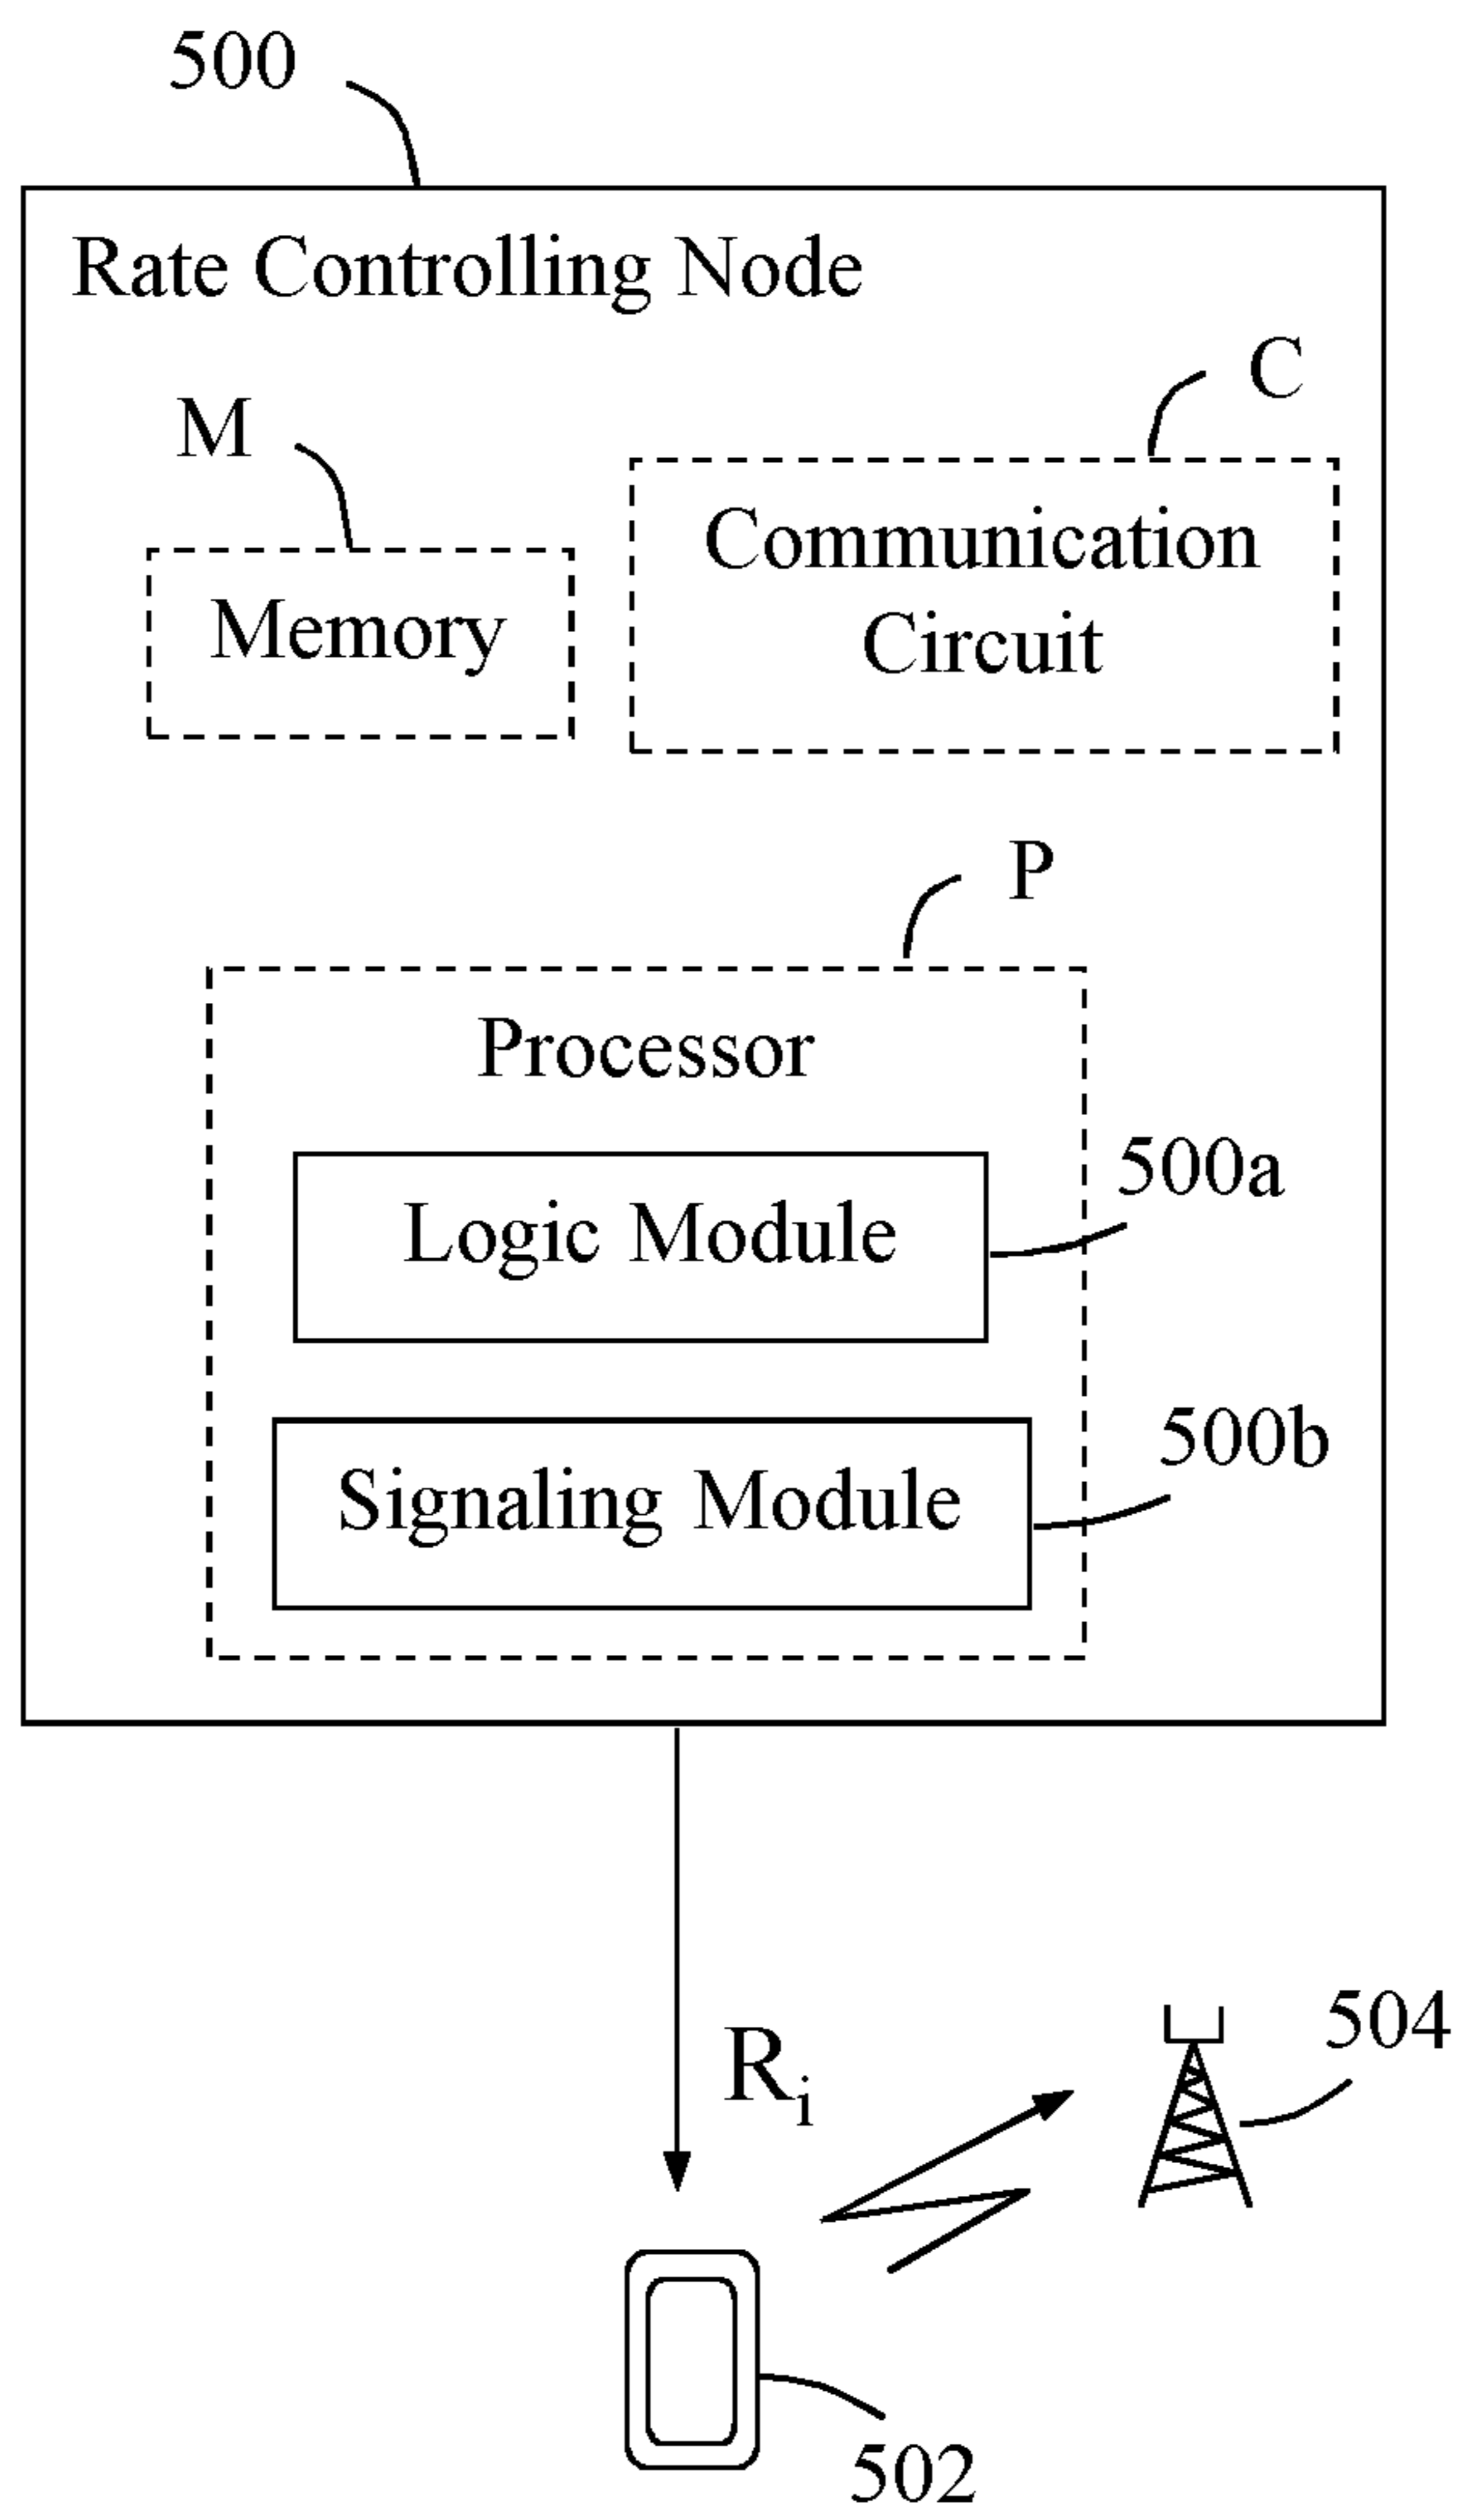 500
Rate Controlling Node
C
M
Communication
Circuit
Memory
P
Processor
500a
Logic Module
500b
Signaling Module
504
Ri
502